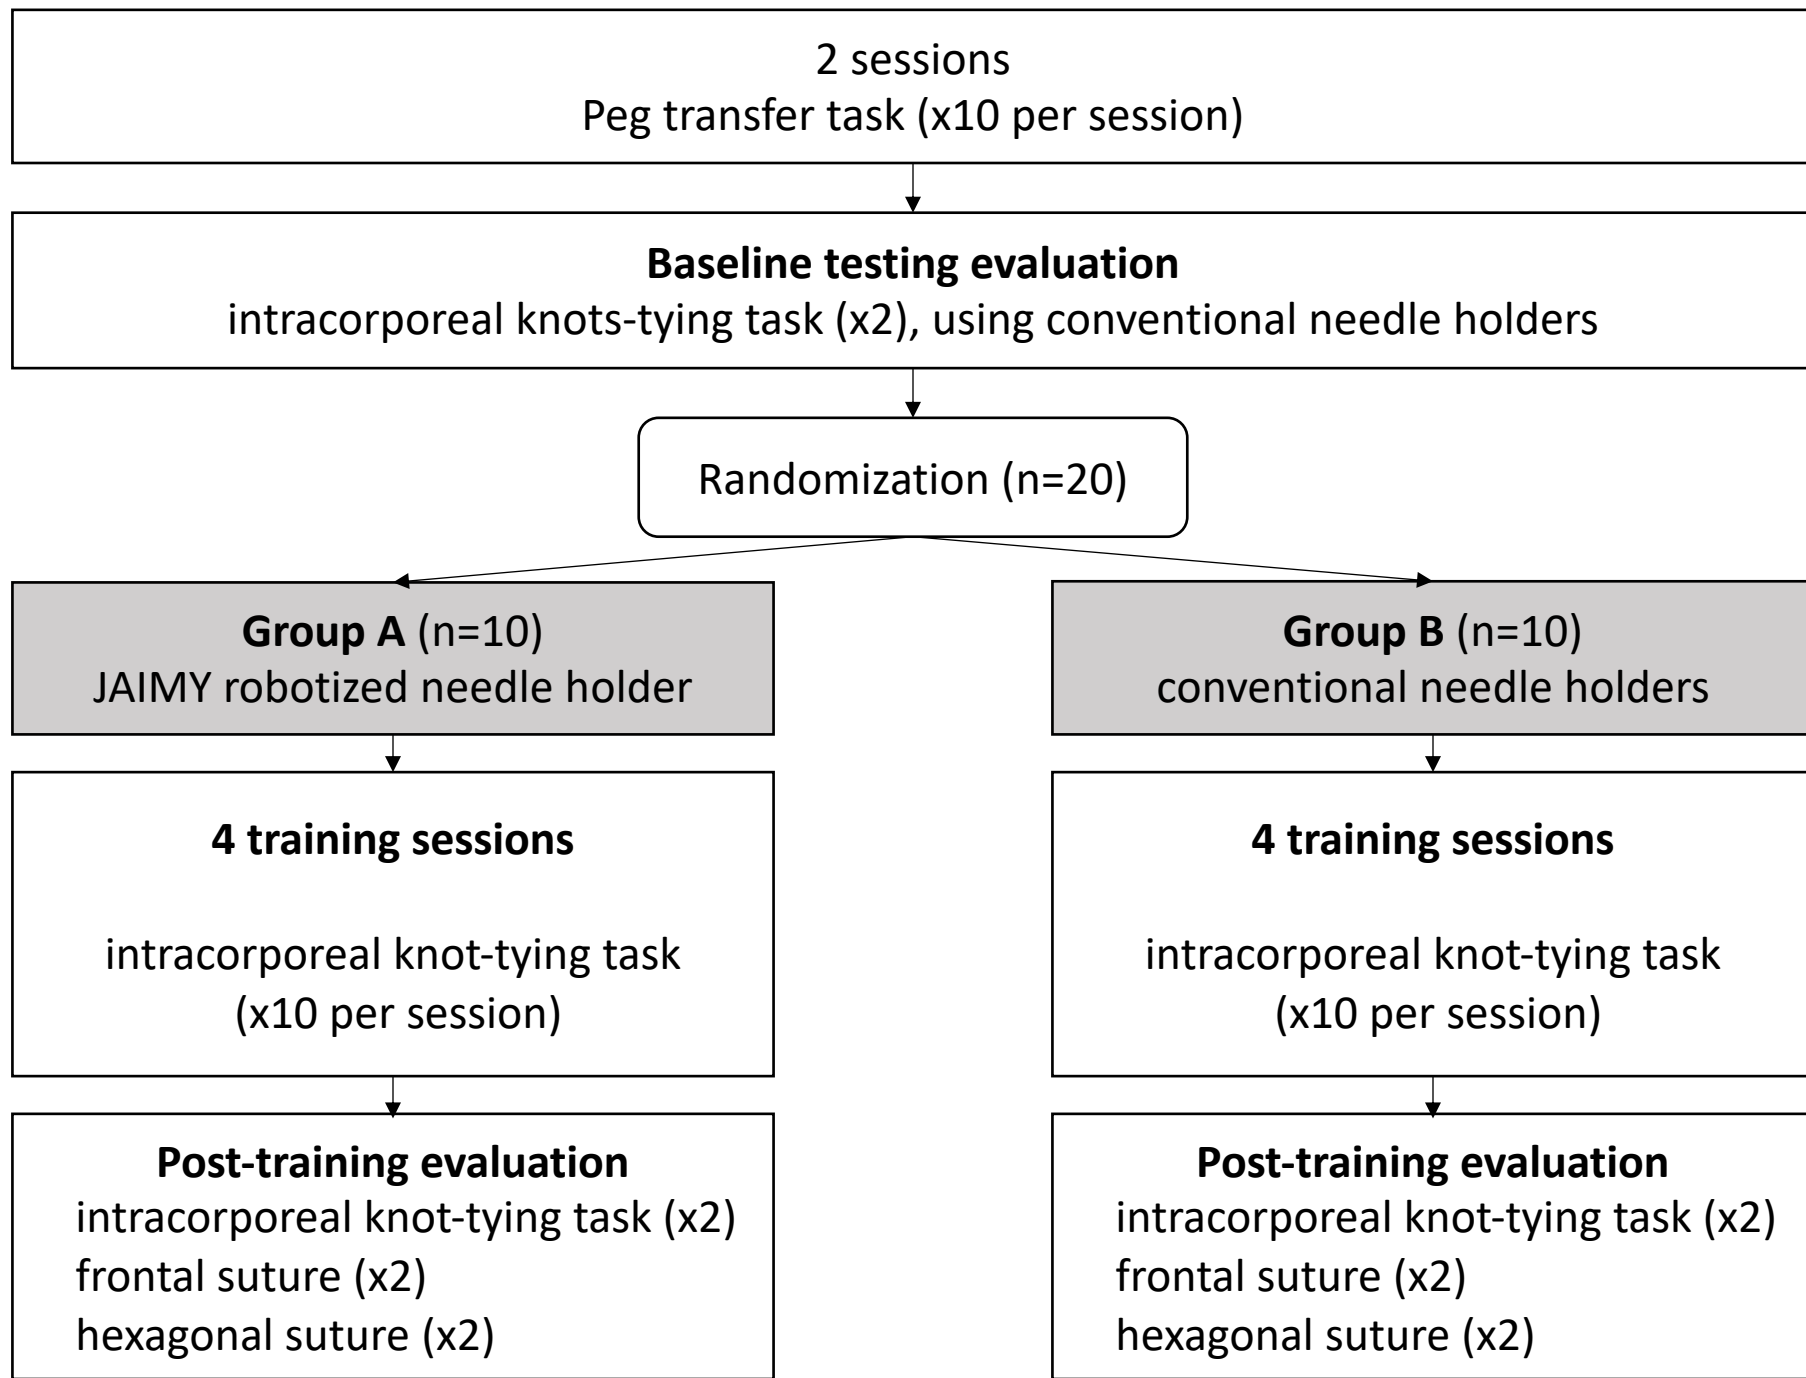 2 sessions
Peg transfer task (x10 per session)
Baseline testing evaluation
intracorporeal knots-tying task (x2), using conventional needle holders
Randomization (n=20)
Group A (n=10)
JAIMY robotized needle holder
Group B (n=10)
conventional needle holders
4 training sessions
intracorporeal knot-tying task
(x10 per session)
4 training sessions
intracorporeal knot-tying task
(x10 per session)
Post-training evaluation
intracorporeal knot-tying task (x2)
frontal suture (x2)
hexagonal suture (x2)
Post-training evaluation
intracorporeal knot-tying task (x2)
frontal suture (x2)
hexagonal suture (x2)